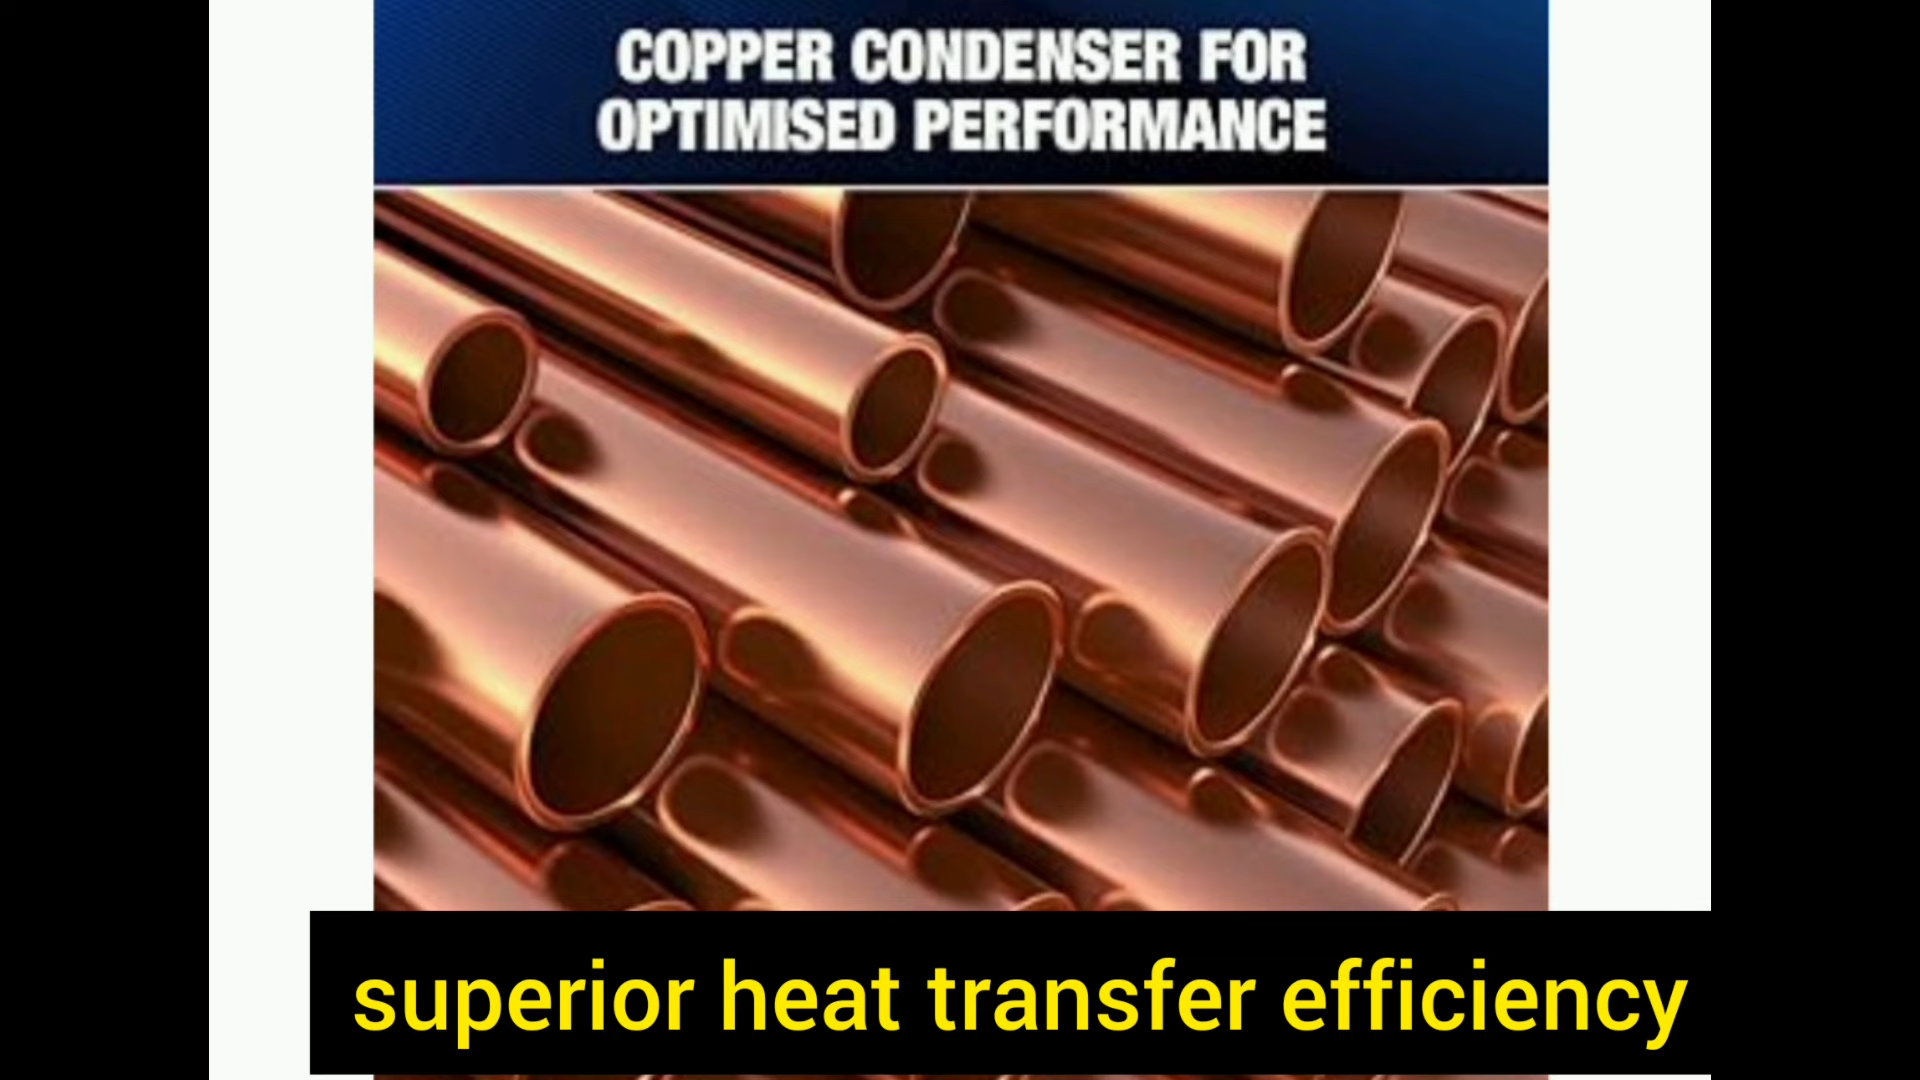 COPPER CONDENSER FOR
OPTIMISED PERFORMANCE
superior heat transfer efficiency